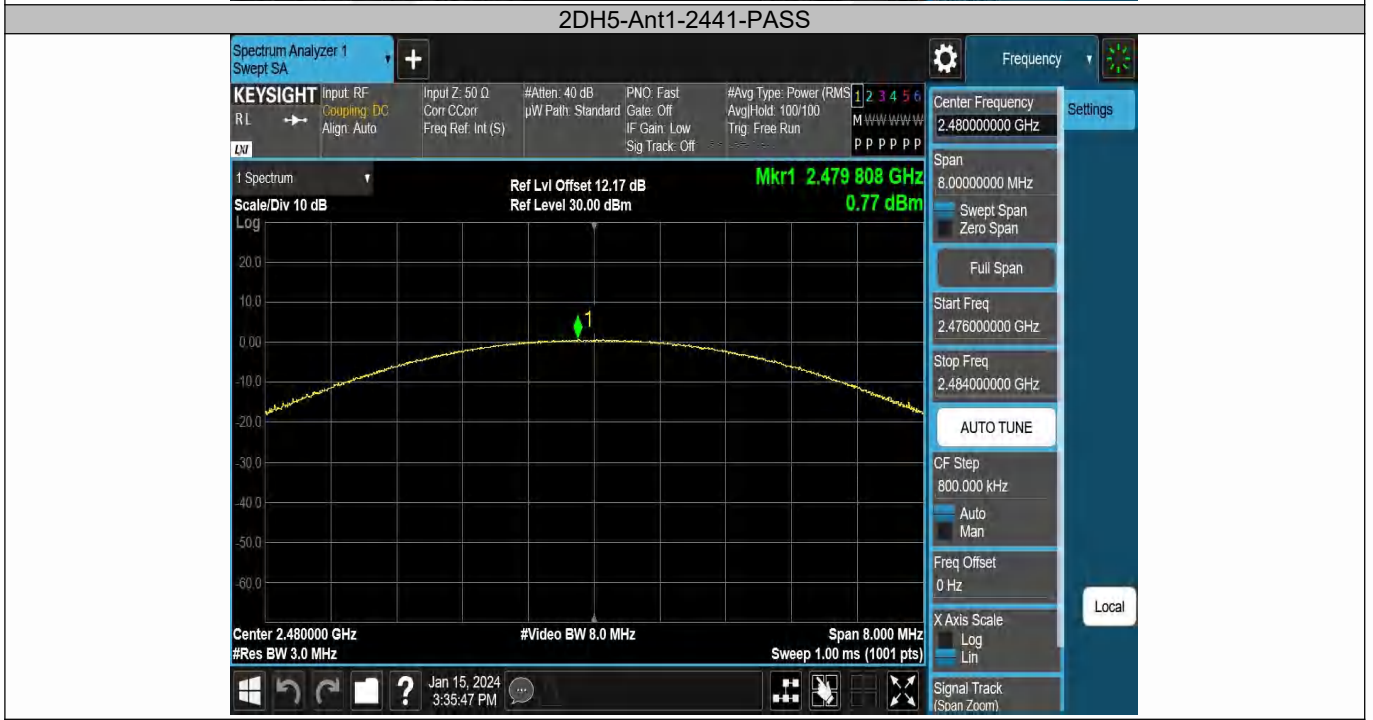 2DH5-Ant1-2441-PASS
Spectrum Analyzer 1
Swept SA
Frequency
KEYSIGHT
RL
LXI
Input: RF
Coupling: DC
Align: Auto
Input Z: 50 Ω
Corr CCorr
Freq Ref: Int (S)
#Atten: 40 dB
µW Path: Standard
PNO: Fast
Gate: Off
IF Gain: Low
Sig Track: Off
#Avg Type: Power (RMS
Avg|Hold: 100/100
Trig: Free Run
1 2 3 4 5 6
M W W W W W
P P P P P P
Center Frequency
2.480000000 GHz
Settings
Span
8.00000000 MHz
Swept Span
Zero Span
Full Span
Start Freq
2.476000000 GHz
Stop Freq
2.484000000 GHz
AUTO TUNE
CF Step
800.000 kHz
Auto
Man
Freq Offset
0 Hz
X Axis Scale
Log
Lin
Signal Track
(Span Zoom)
Local
1 Spectrum
Scale/Div 10 dB
Ref Lvl Offset 12.17 dB
Ref Level 30.00 dBm
Mkr1 2.479 808 GHz
0.77 dBm
Log
20.0
10.0
1
0.00
-10.0
-20.0
-30.0
-40.0
-50.0
-60.0
Center 2.480000 GHz
#Video BW 8.0 MHz
Span 8.000 MHz
#Res BW 3.0 MHz
Sweep 1.00 ms (1001 pts)
?
Jan 15, 2024
3:35:47 PM